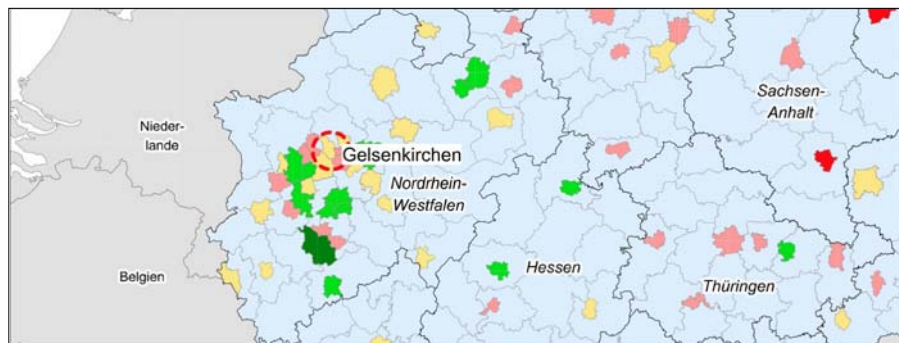 Sachsen-
Anhalt
Nieder-
lande
Gelsenkirchen
Nordrhein-
Westfalen
Belgien
Hessen
Thüringen